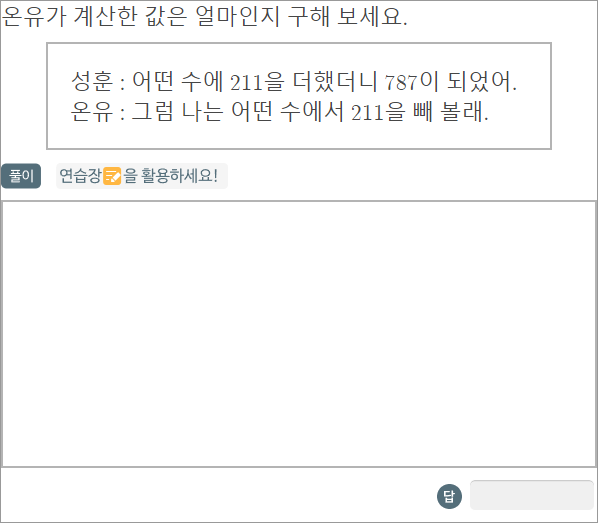 온유가 계산한 값은 얼마인지 구해 보세요.
성훈 : 어떤 수에 211을 더했더니 787이 되었어.
온유 : 그럼 나는 어떤 수에서 211을 빼 볼래.
풀이 연습장을 활용하세요!
답